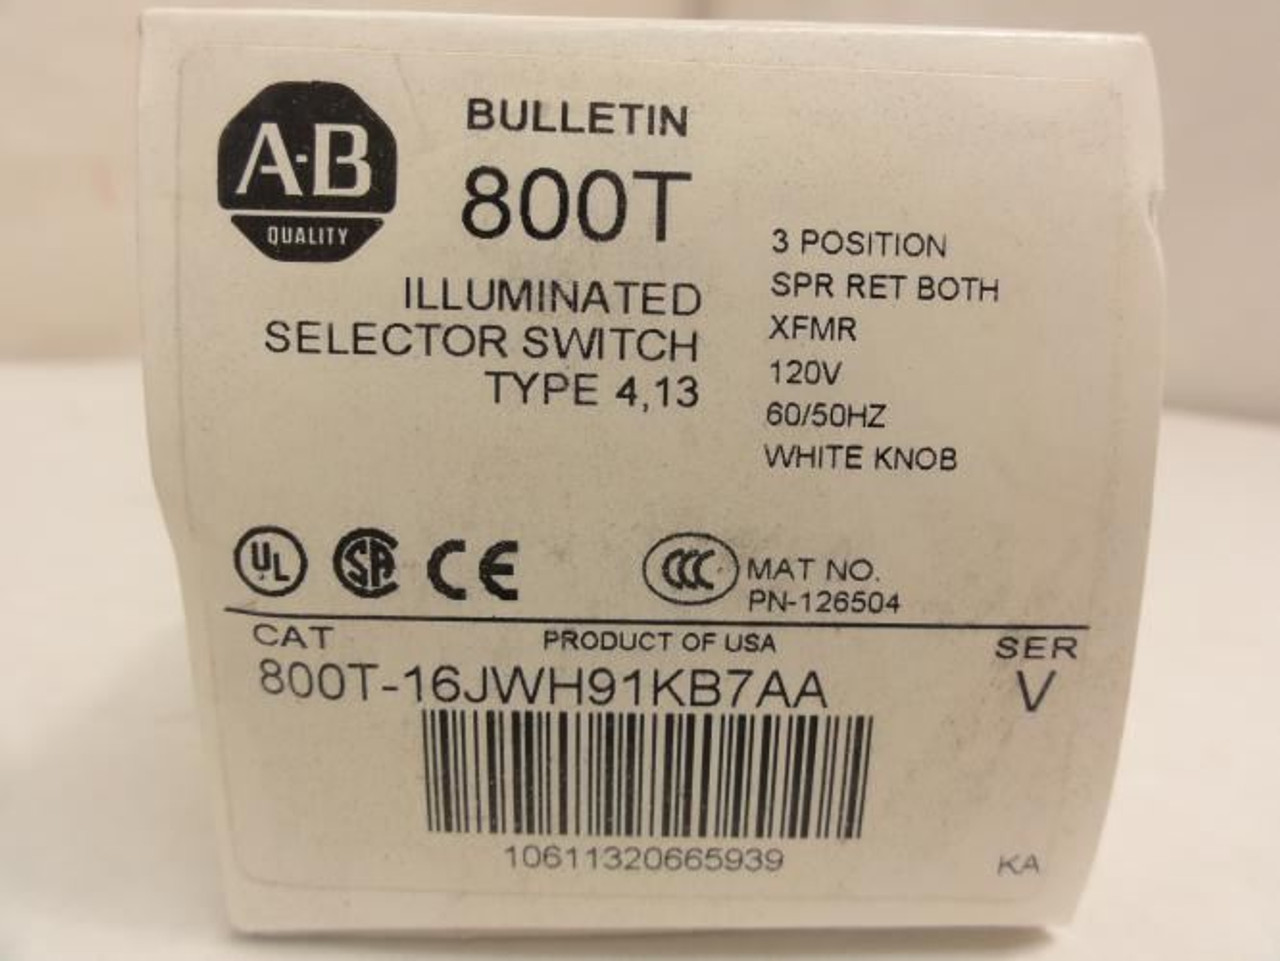 A-B
QUALITY
BULLETIN
800T
ILLUMINATED
SELECTOR SWITCH
TYPE 4,13
3 POSITION
SPR RET BOTH
XFMR
120V
60/50HZ
WHITE KNOB
UL
SA
CE
CCC
MAT NO.
PN-126504
CAT
PRODUCT OF USA
SER
800T-16JWH91KB7AA
V
10611320665939
KA